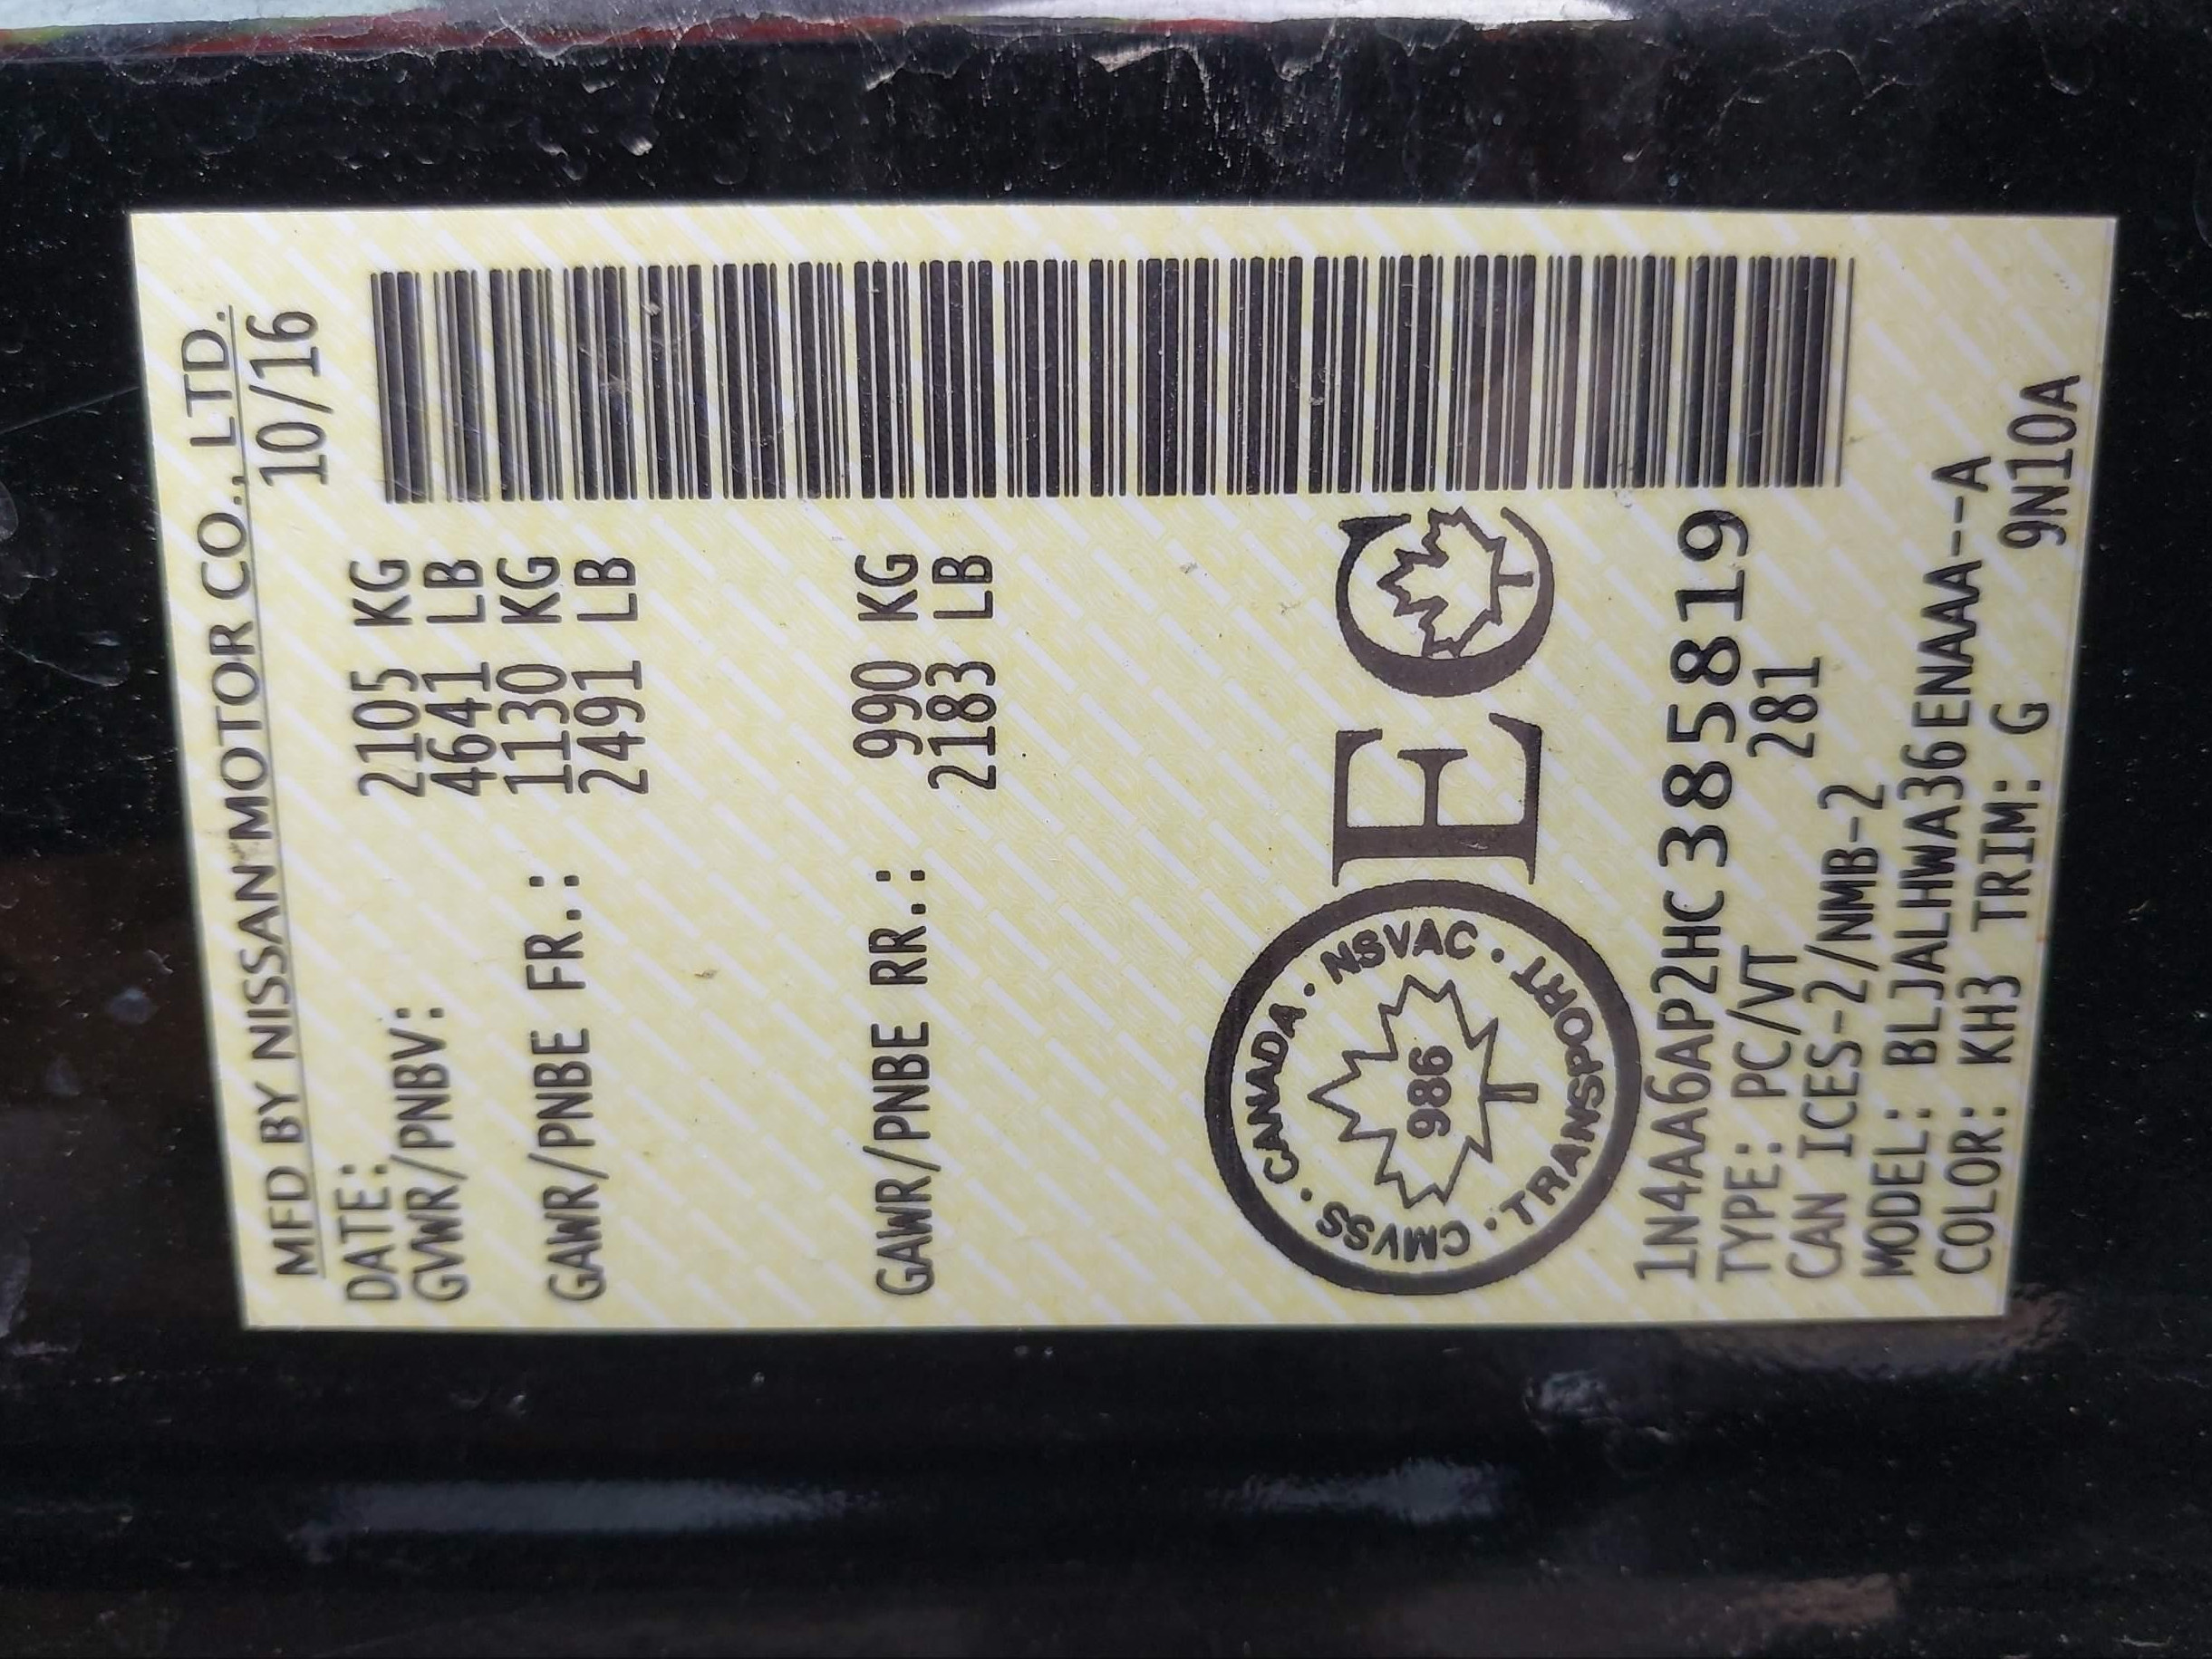 MFD BY NISSAN MOTOR CO., LTD.
DATE: 10/16
GVWR/PNBV: 2105 KG
4641 LB
GAWR/PNBE FR.: 1130 KG
2491 LB
GAWR/PNBE RR.: 990 KG
2183 LB
CMVSS · CANADA · NSVAC · TRANSPORT ·
986
EC
1N4AA6AP2HC385819
TYPE: PC/VT 281
CAN ICES-2/NMB-2
MODEL: BLJALHWA36ENAAA--A
COLOR: KH3 TRIM: G 9N10A